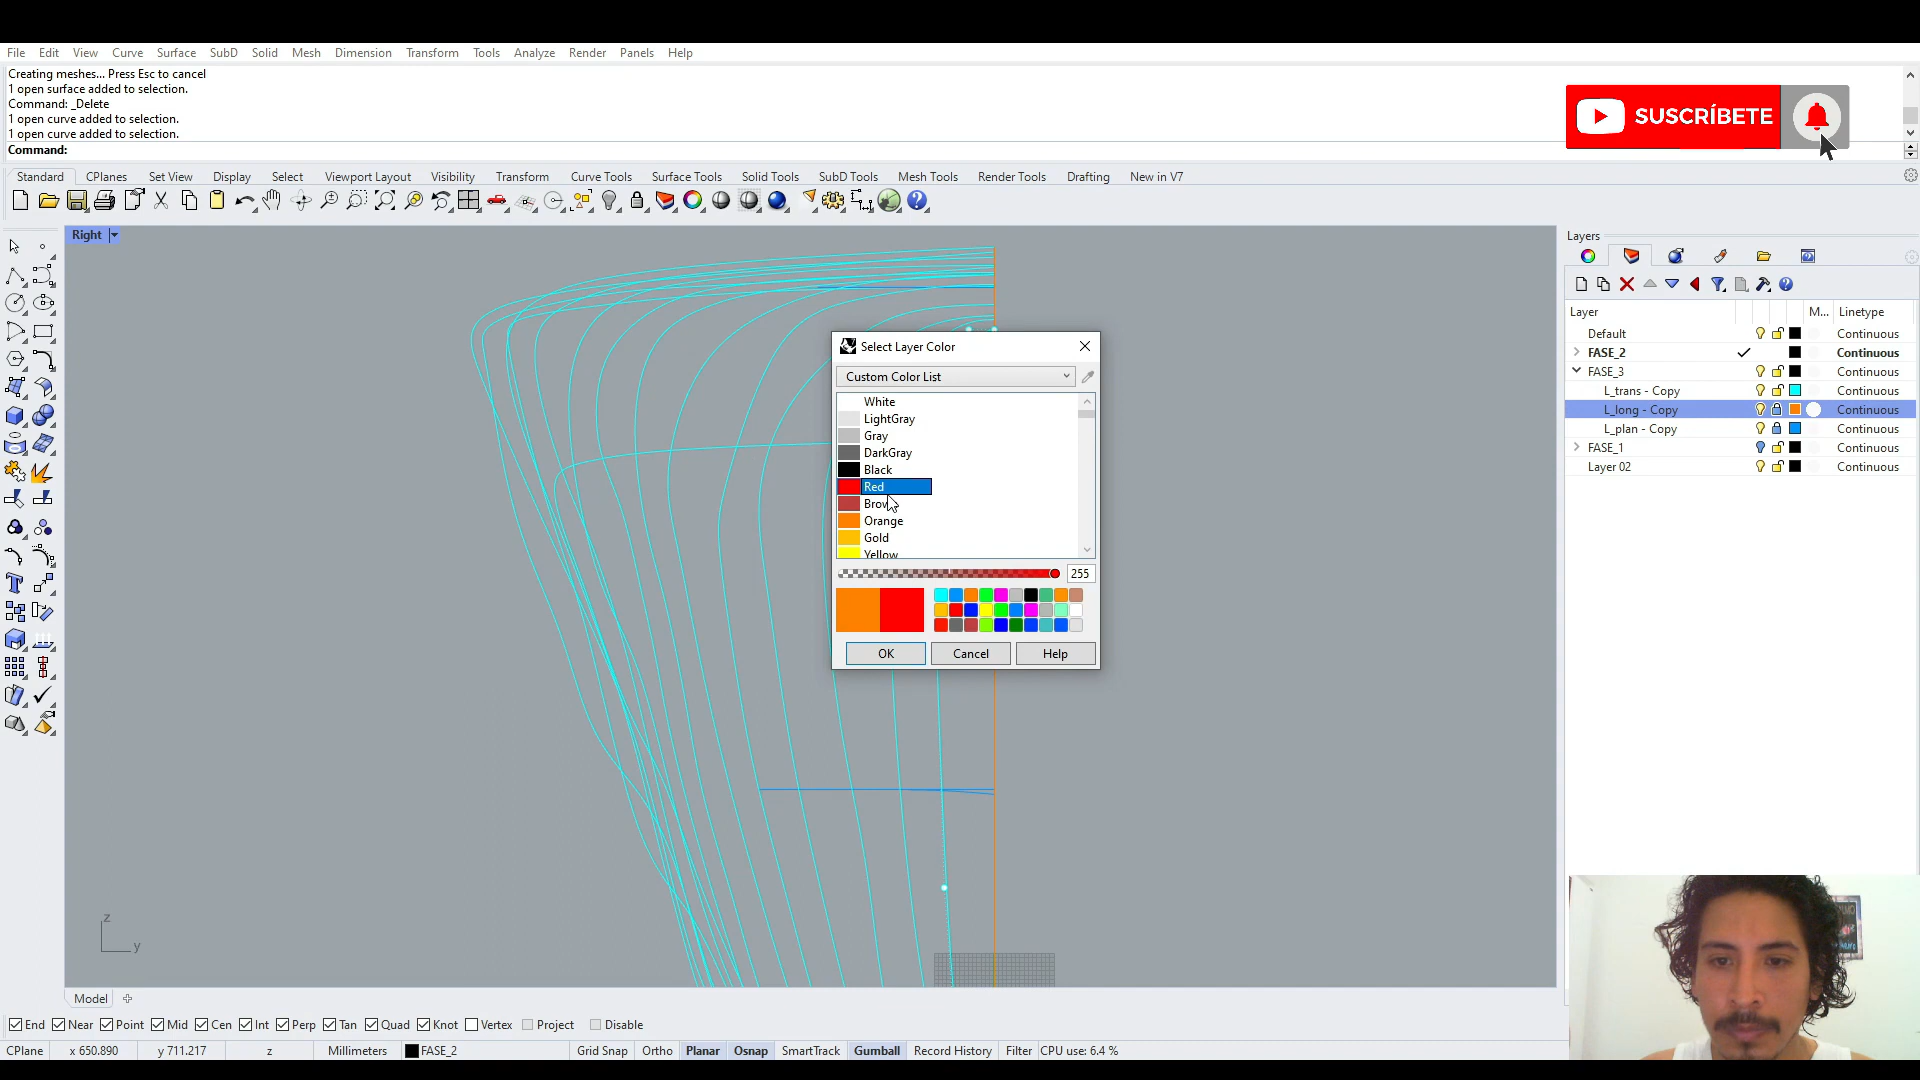 File Edit View Curve Surface SubD Solid Mesh Dimension Transform Tools Analyze Render Panels Help
Creating meshes... Press Esc to cancel
1 open surface added to selection.
Command: _Delete
1 open curve added to selection.
1 open curve added to selection.
Command:
SUSCRÍBETE
Standard CPlanes Set View Display Select Viewport Layout Visibility Transform Curve Tools Surface Tools Solid Tools SubD Tools Mesh Tools Render Tools Drafting New in V7
Right
Layers
Layer M... Linetype
Default Continuous
FASE_2 Continuous
FASE_3 Continuous
L_trans - Copy Continuous
L_long - Copy Continuous
L_plan - Copy Continuous
FASE_1 Continuous
Layer 02 Continuous
Select Layer Color
Custom Color List
White
LightGray
Gray
DarkGray
Black
Red
Orange
Gold
Yellow
255
OK Cancel Help
z
y
Model
End Near Point Mid Cen Int Perp Tan Quad Knot Vertex Project Disable
CPlane x 650.890 y 711.217 z Millimeters FASE_2 Grid Snap Ortho Planar Osnap SmartTrack Gumball Record History Filter CPU use: 6.4 %